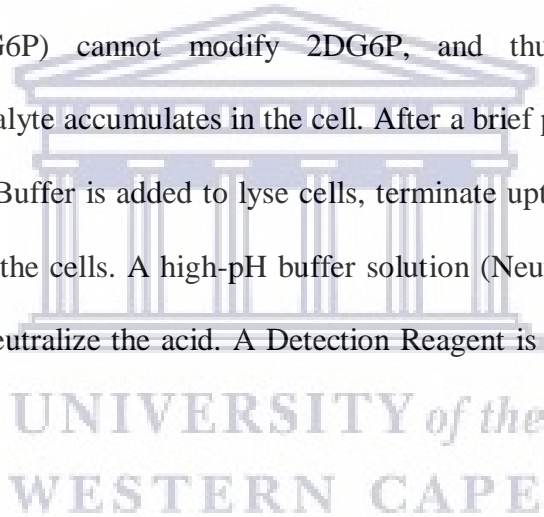 G6P) cannot modify 2DG6P, and thu
alyte accumulates in the cell. After a brief p
Buffer is added to lyse cells, terminate upt
the cells. A high-pH buffer solution (Neu
eutralize the acid. A Detection Reagent is
UNIVERSITY of the
WESTERN CAPE